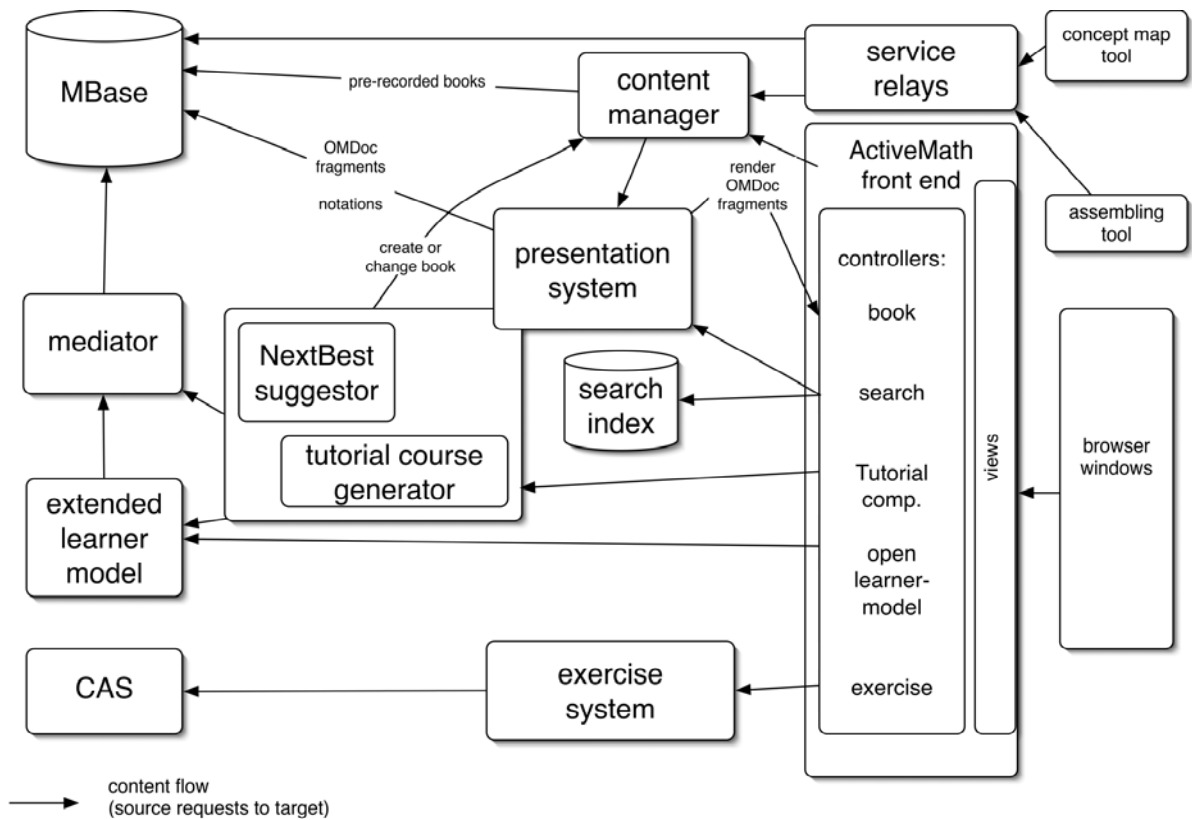 MBase
pre-recorded books
content
manager
service
relays
concept map
tool
OMDoc
fragments
notations
render
OMDoc
fragments
ActiveMath
front end
assembling
tool
create or
change book
presentation
system
controllers:
book
search
Tutorial
comp.
open
learner-
model
exercise
views
browser
windows
mediator
NextBest
suggestor
tutorial course
generator
search
index
extended
learner
model
CAS
exercise
system
content flow
(source requests to target)